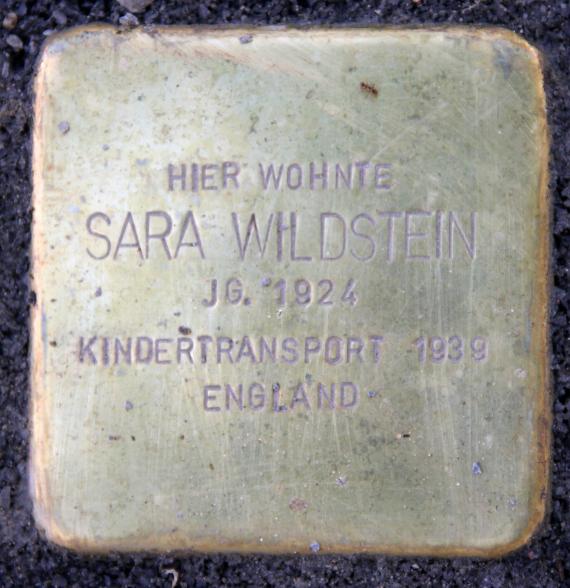 HIER WOHNTE
SARA WILDSTEIN
JG. 1924
KINDERTRANSPORT 1939
ENGLAND